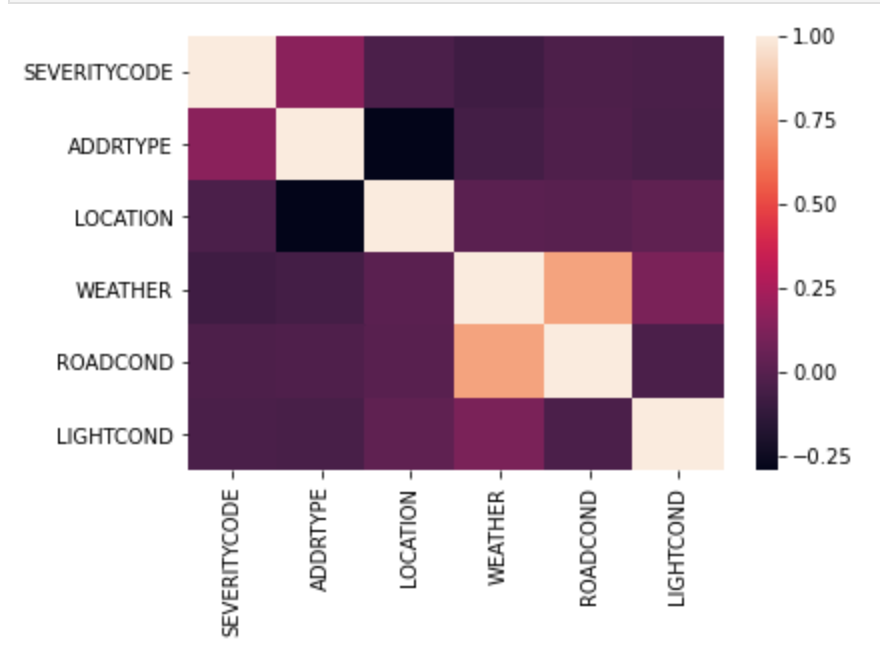 SEVERITYCODE
ADDRTYPE
LOCATION
WEATHER
ROADCOND
LIGHTCOND
SEVERITYCODE
ADDRTYPE
LOCATION
WEATHER
ROADCOND
LIGHTCOND
1.00
0.75
0.50
0.25
0.00
−0.25